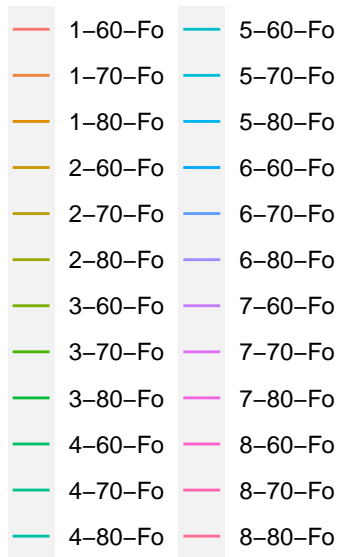 1−60−Fo
1−70−Fo
1−80−Fo
2−60−Fo
2−70−Fo
2−80−Fo
3−60−Fo
3−70−Fo
3−80−Fo
4−60−Fo
4−70−Fo
4−80−Fo
5−60−Fo
5−70−Fo
5−80−Fo
6−60−Fo
6−70−Fo
6−80−Fo
7−60−Fo
7−70−Fo
7−80−Fo
8−60−Fo
8−70−Fo
8−80−Fo